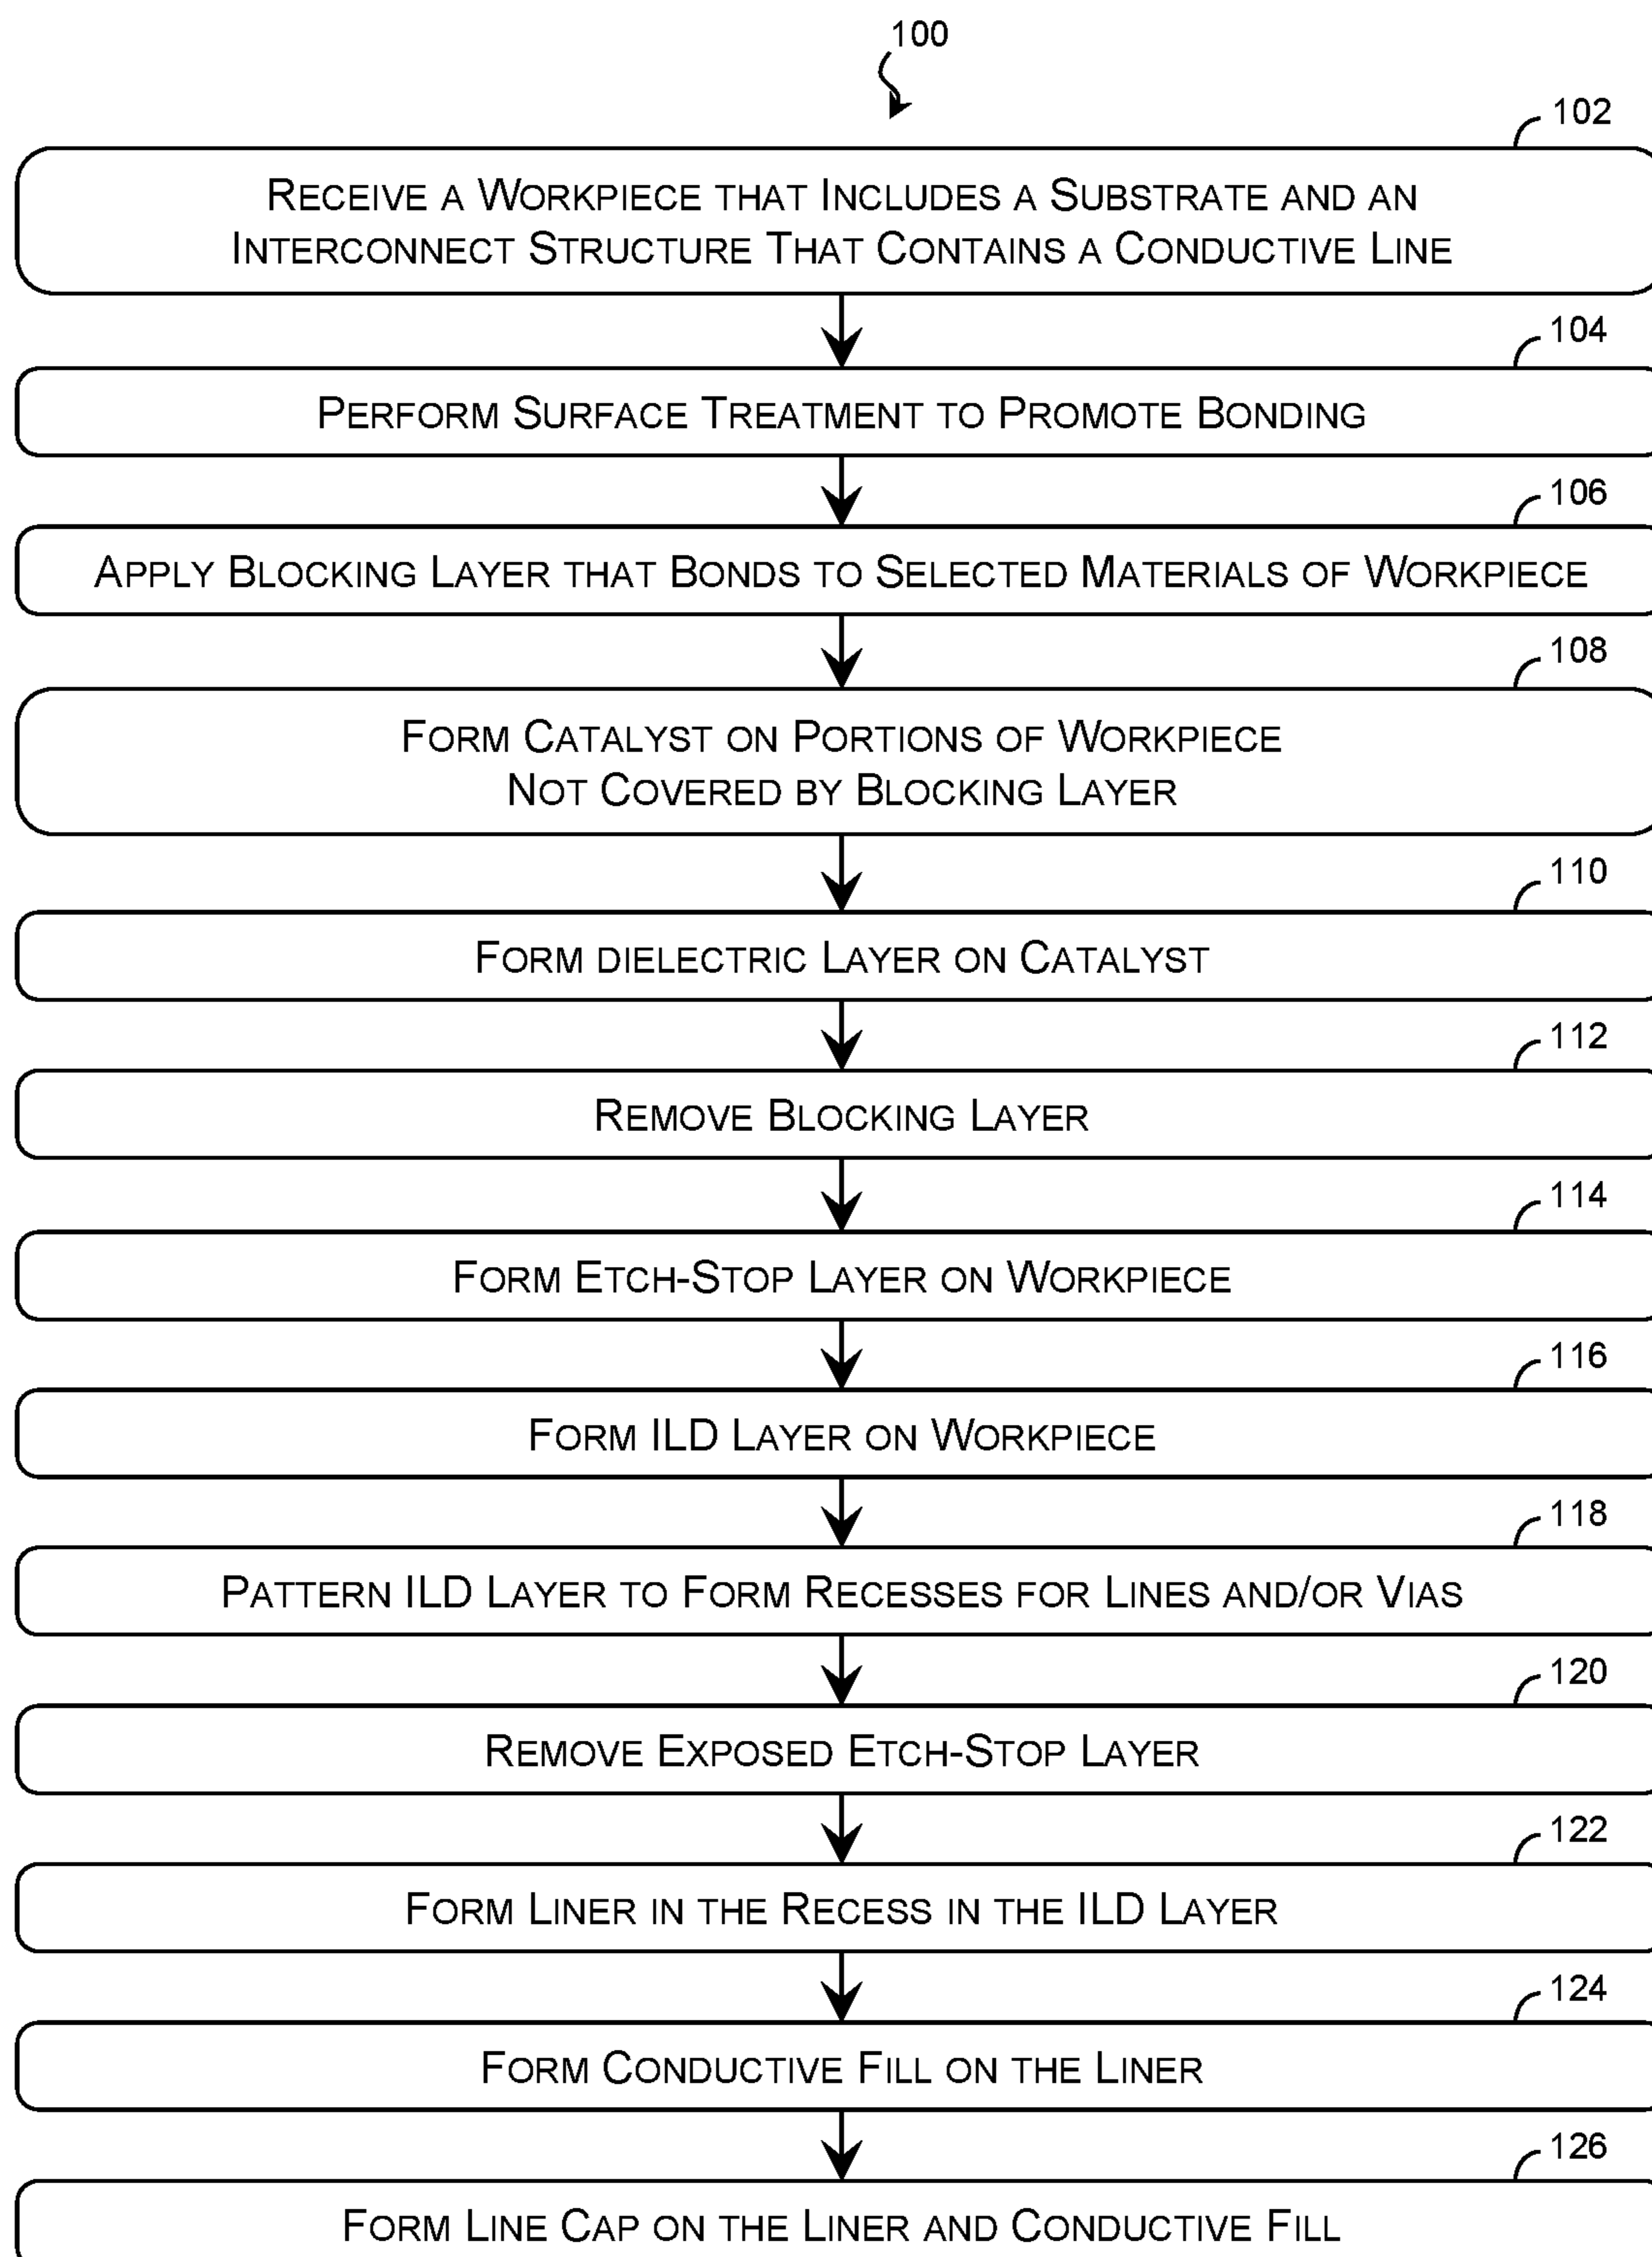 100
102
RECEIVE A WORKPIECE THAT INCLUDES A SUBSTRATE AND AN
INTERCONNECT STRUCTURE THAT CONTAINS A CONDUCTIVE LINE
104
PERFORM SURFACE TREATMENT TO PROMOTE BONDING
106
APPLY BLOCKING LAYER THAT BONDS TO SELECTED MATERIALS OF WORKPIECE
108
FORM CATALYST ON PORTIONS OF WORKPIECE
NOT COVERED BY BLOCKING LAYER
110
FORM DIELECTRIC LAYER ON CATALYST
112
REMOVE BLOCKING LAYER
114
FORM ETCH-STOP LAYER ON WORKPIECE
116
FORM ILD LAYER ON WORKPIECE
118
PATTERN ILD LAYER TO FORM RECESSES FOR LINES AND/OR VIAS
120
REMOVE EXPOSED ETCH-STOP LAYER
122
FORM LINER IN THE RECESS IN THE ILD LAYER
124
FORM CONDUCTIVE FILL ON THE LINER
126
FORM LINE CAP ON THE LINER AND CONDUCTIVE FILL